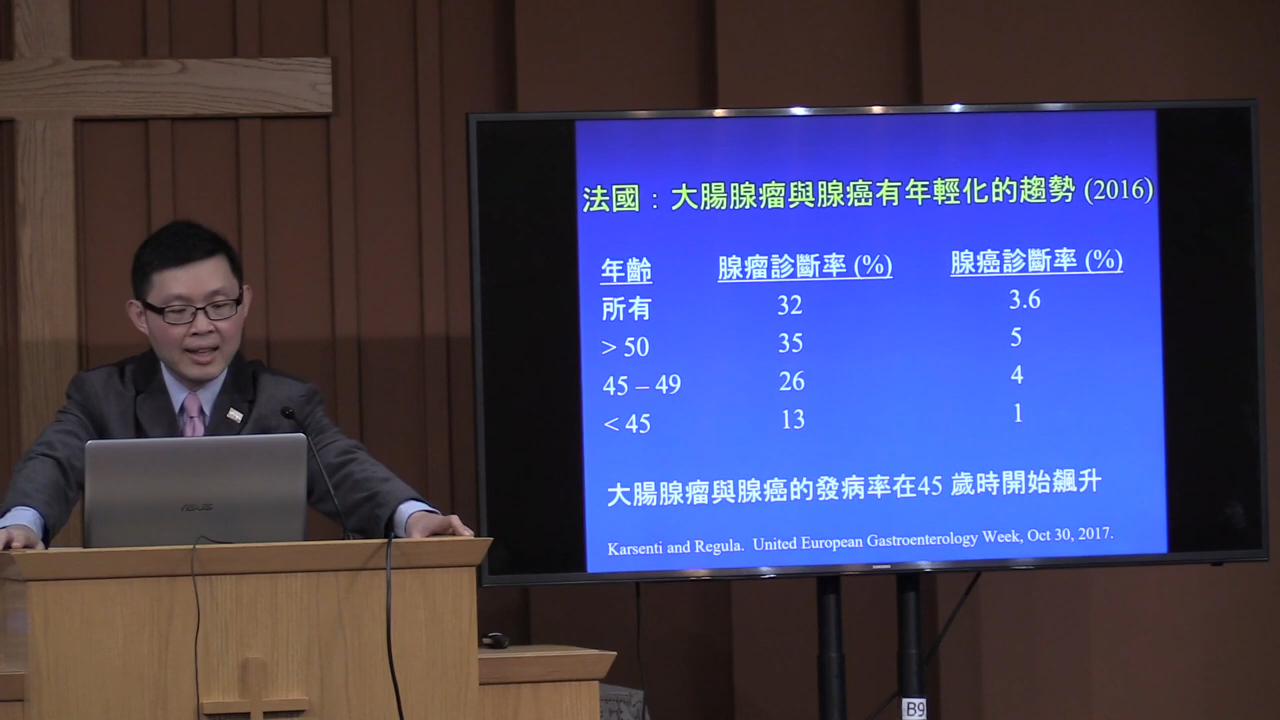 法國：大腸腺瘤與腺癌有年輕化的趨勢 (2016)
年齡 腺瘤診斷率 (%) 腺癌診斷率 (%)
所有 32 3.6
> 50 35 5
45 – 49 26 4
< 45 13 1
大腸腺瘤與腺癌的發病率在45 歲時開始飆升
Karsenti and Regula. United European Gastroenterology Week, Oct 30, 2017.
ASUS
SAMSUNG
B9